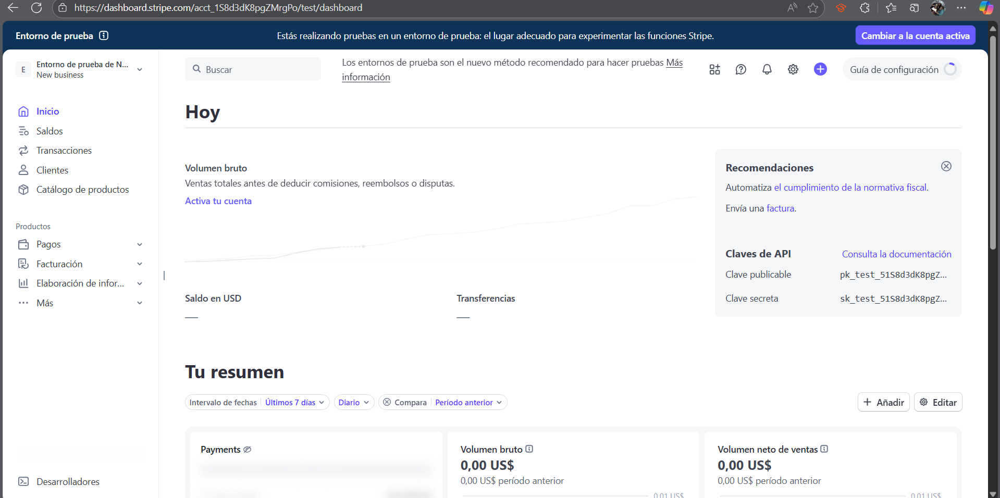 https://dashboard.stripe.com/acct_1S8d3dK8pgZMrgPo/test/dashboard
Entorno de prueba
Estás realizando pruebas en un entorno de prueba: el lugar adecuado para experimentar las funciones Stripe.
Cambiar a la cuenta activa
E
Entorno de prueba de N...
New business
Buscar
Los entornos de prueba son el nuevo método recomendado para hacer pruebas Más
información
Guía de configuración
Inicio
Saldos
Transacciones
Clientes
Catálogo de productos
Productos
Pagos
Facturación
Elaboración de infor...
Más
Desarrolladores
Hoy
Volumen bruto
Ventas totales antes de deducir comisiones, reembolsos o disputas.
Activa tu cuenta
Saldo en USD
—
Transferencias
—
Recomendaciones
Automatiza el cumplimiento de la normativa fiscal.
Envía una factura.
Claves de API
Consulta la documentación
Clave publicable
pk_test_51S8d3dK8pgZ...
Clave secreta
sk_test_51S8d3dK8pgZ...
Tu resumen
Intervalo de fechas
Últimos 7 días
Diario
Compara
Período anterior
Añadir
Editar
Payments
Volumen bruto
0,00 US$
0,00 US$ período anterior
0,01 US$
Volumen neto de ventas
0,00 US$
0,00 US$ período anterior
0,01 US$